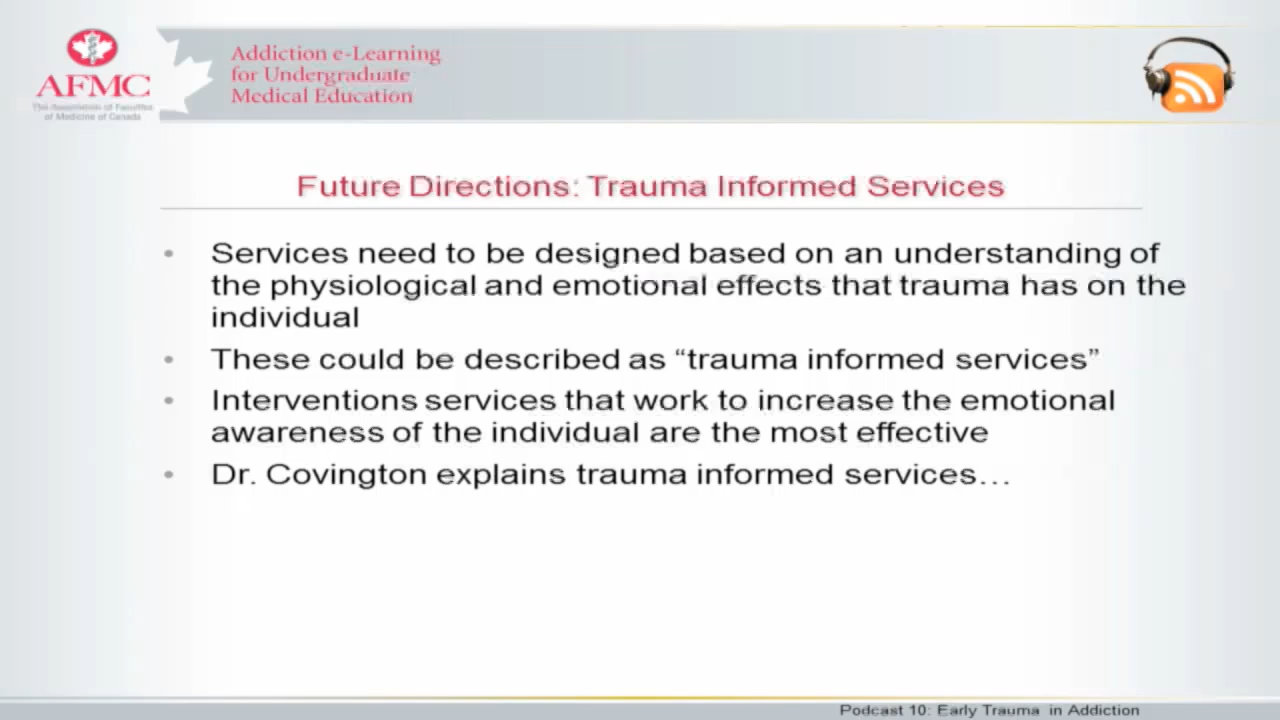 AFMC
The Association of Faculties
of Medicine of Canada
Addiction e-Learning
for Undergraduate
Medical Education
Future Directions: Trauma Informed Services
• Services need to be designed based on an understanding of
the physiological and emotional effects that trauma has on the
individual
• These could be described as “trauma informed services”
• Interventions services that work to increase the emotional
awareness of the individual are the most effective
• Dr. Covington explains trauma informed services…
Podcast 10: Early Trauma in Addiction